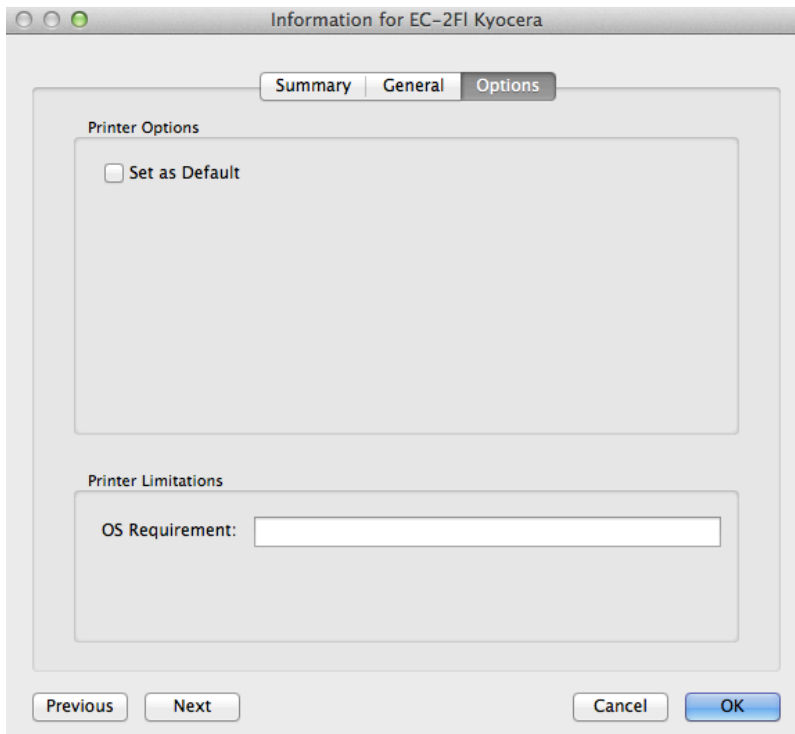 Information for EC-2Fl Kyocera
Summary General Options
Printer Options
Set as Default
Printer Limitations
OS Requirement:
Previous Next Cancel OK